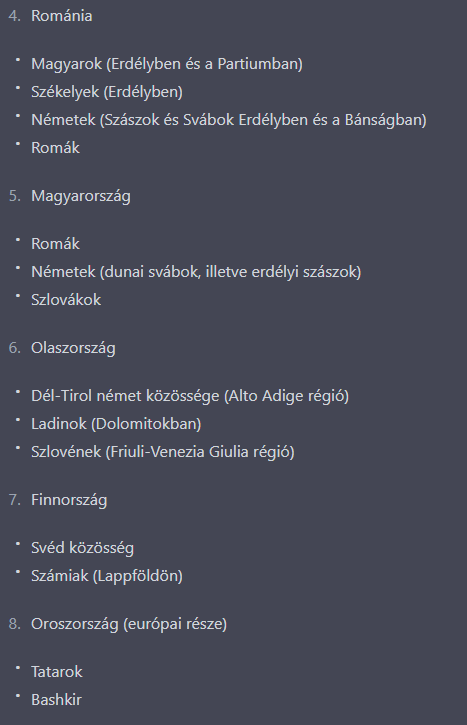 4. Románia
• Magyarok (Erdélyben és a Partiumban)
• Székelyek (Erdélyben)
• Németek (Szászok és Svábok Erdélyben és a Bánságban)
• Romák
5. Magyarország
• Romák
• Németek (dunai svábok, illetve erdélyi szászok)
• Szlovákok
6. Olaszország
• Dél-Tirol német közössége (Alto Adige régió)
• Ladinok (Dolomitokban)
• Szlovének (Friuli-Venezia Giulia régió)
7. Finnország
• Svéd közösség
• Számiak (Lappföldön)
8. Oroszország (európai része)
• Tatarok
• Bashkir